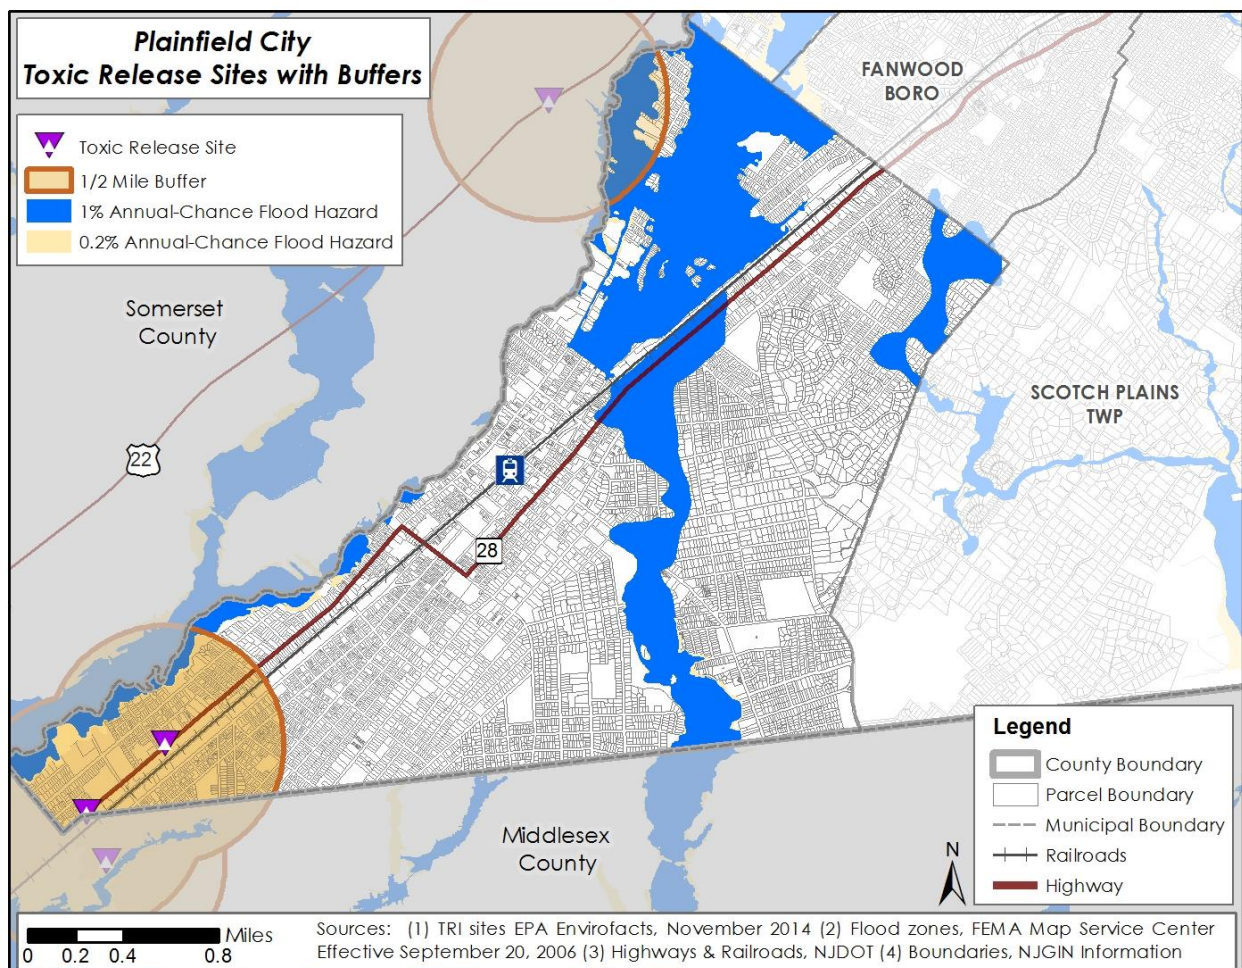 Plainfield City
Toxic Release Sites with Buffers
Toxic Release Site
1/2 Mile Buffer
1% Annual-Chance Flood Hazard
0.2% Annual-Chance Flood Hazard
FANWOOD
BORO
Somerset
County
SCOTCH PLAINS
TWP
22
28
Middlesex
County
Legend
County Boundary
Parcel Boundary
Municipal Boundary
Railroads
Highway
N
Miles
0 0.2 0.4 0.8
Sources: (1) TRI sites EPA Envirofacts, November 2014 (2) Flood zones, FEMA Map Service Center
Effective September 20, 2006 (3) Highways & Railroads, NJDOT (4) Boundaries, NJGIN Information